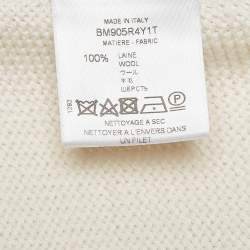 MADE IN ITALY
BM905R4Y1T
MATIERE - FABRIC
100% LAINE
WOOL
ウール
羊毛
ШЕРСТЬ
NETTOYAGE A SEC
NETTOYER A L'ENVERS DANS
UN FILET